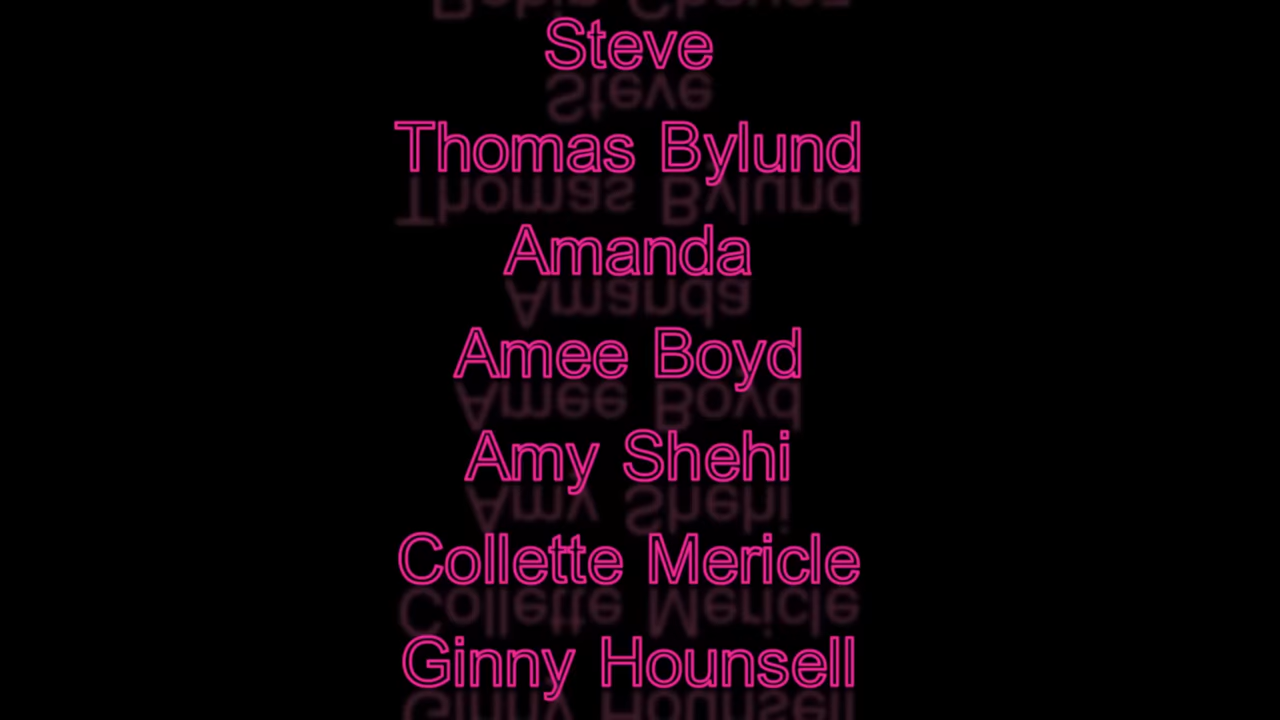 Steve
Thomas Bylund
Amanda
Amee Boyd
Amy Shehi
Collette Mericle
Ginny Hounsell